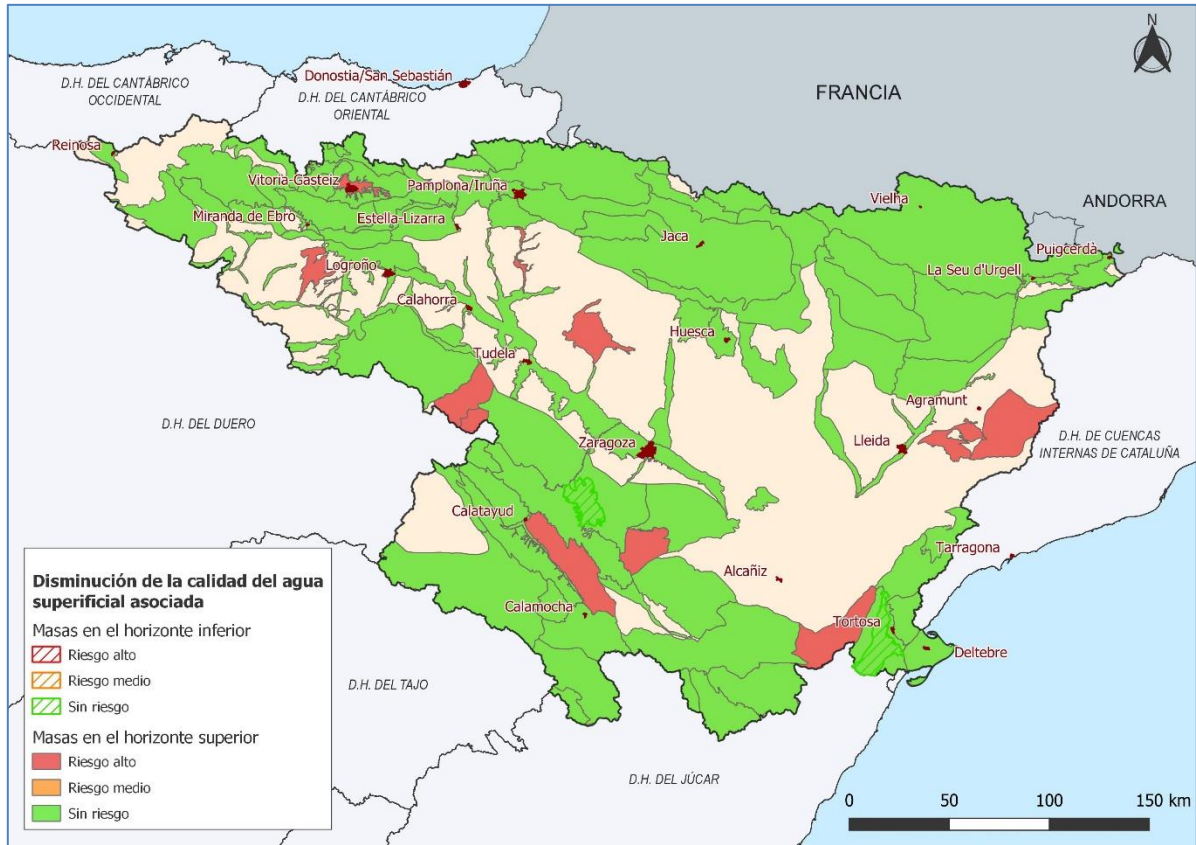 N
Donostia/San Sebastián
D.H. DEL CANTÁBRICO
OCCIDENTAL
D.H. DEL CANTÁBRICO
ORIENTAL
FRANCIA
Reinosa
Vitoria-Gasteiz
Pamplona/Iruña
Vielha
ANDORRA
Miranda de Ebro
Estella-Lizarra
Jaca
Puigcerdà
Logroño
La Seu d'Urgell
Calahorra
Huesca
Tudela
Agramunt
D.H. DEL DUERO
Zaragoza
Lleida
D.H. DE CUENCAS
INTERNAS DE CATALUÑA
Calatayud
Tarragona
Alcañiz
Calamocha
Tortosa
Deltebre
D.H. DEL TAJO
D.H. DEL JÚCAR
Disminución de la calidad del agua
superificial asociada
Masas en el horizonte inferior
Riesgo alto
Riesgo medio
Sin riesgo
Masas en el horizonte superior
Riesgo alto
Riesgo medio
Sin riesgo
0 50 100 150 km